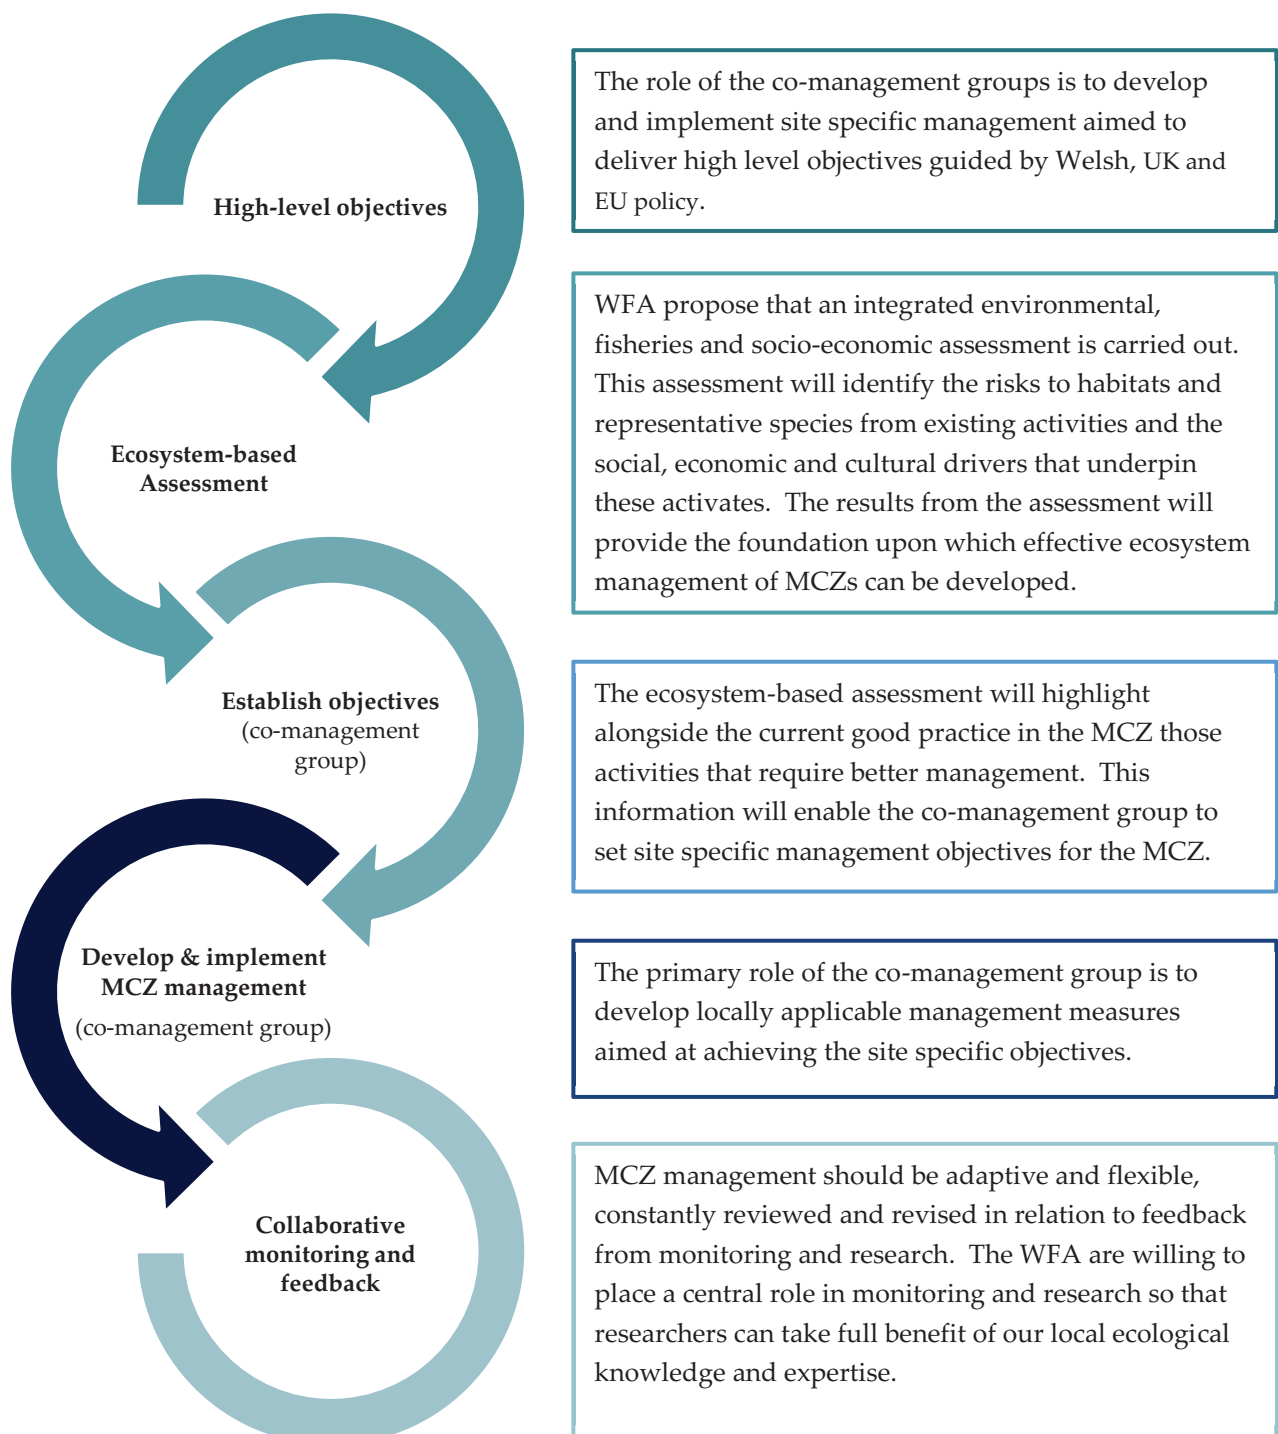 High-level objectives
The role of the co-management groups is to develop
and implement site specific management aimed to
deliver high level objectives guided by Welsh, UK and
EU policy.
Ecosystem-based
Assessment
WFA propose that an integrated environmental,
fisheries and socio-economic assessment is carried out.
This assessment will identify the risks to habitats and
representative species from existing activities and the
social, economic and cultural drivers that underpin
these activates.  The results from the assessment will
provide the foundation upon which effective ecosystem
management of MCZs can be developed.
Establish objectives
(co-management
group)
The ecosystem-based assessment will highlight
alongside the current good practice in the MCZ those
activities that require better management.  This
information will enable the co-management group to
set site specific management objectives for the MCZ.
Develop & implement
MCZ management
(co-management group)
The primary role of the co-management group is to
develop locally applicable management measures
aimed at achieving the site specific objectives.
Collaborative
monitoring and
feedback
MCZ management should be adaptive and flexible,
constantly reviewed and revised in relation to feedback
from monitoring and research.  The WFA are willing to
place a central role in monitoring and research so that
researchers can take full benefit of our local ecological
knowledge and expertise.